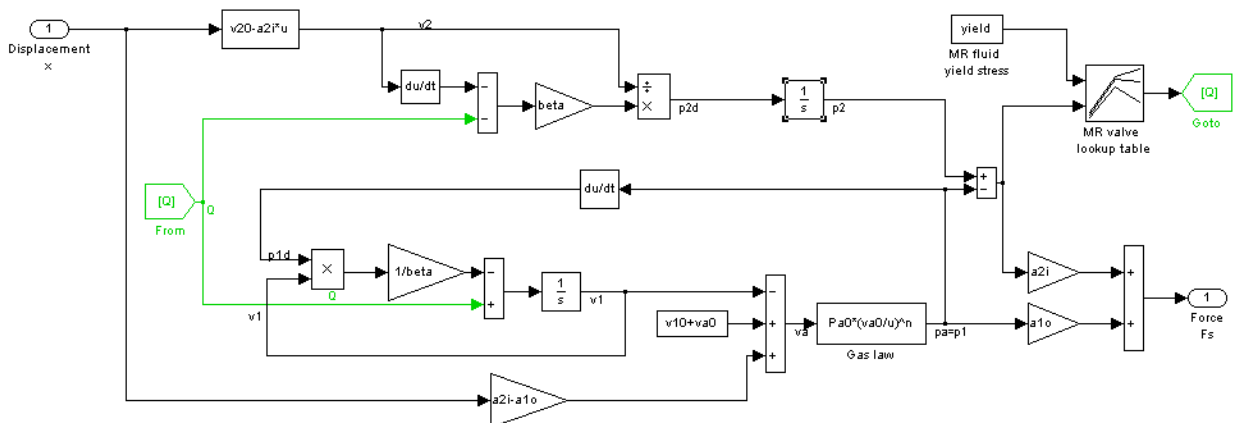 1
Displacement
x
v20-a2i*u
v2
du/dt
−
−
beta
÷
×
p2d
1
s
p2
yield
MR fluid
yield stress
MR valve
lookup table
[Q]
Goto
[Q]
From
Q
du/dt
+
−
p1d
×
Q
v1
1/beta
−
+
1
s
v1
v10+va0
−
+
+
va
Pa0*(va0/u)^n
Gas law
pa=p1
a2i
a1o
+
+
1
Force
Fs
a2i-a1o